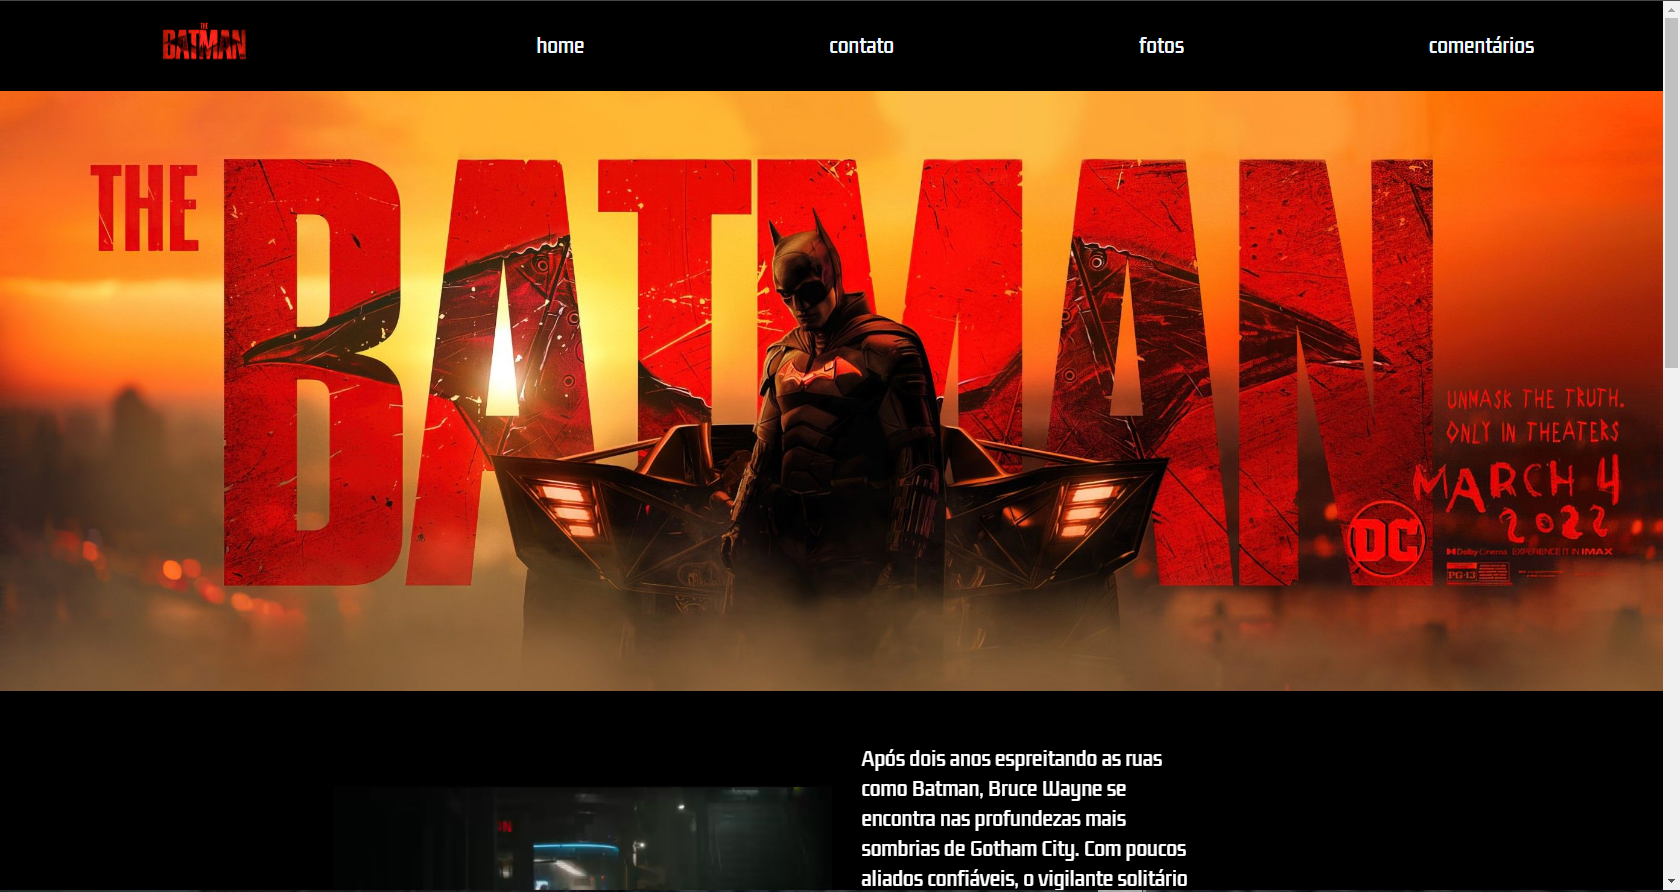 THE
BATMAN
home
contato
fotos
comentários
THE
BATMAN
UNMASK THE TRUTH.
ONLY IN THEATERS
MARCH 4
2022
DC
Dolby Cinema EXPERIENCE IT IN IMAX
PG-13
Após dois anos espreitando as ruas
como Batman, Bruce Wayne se
encontra nas profundezas mais
sombrias de Gotham City. Com poucos
aliados confiáveis, o vigilante solitário